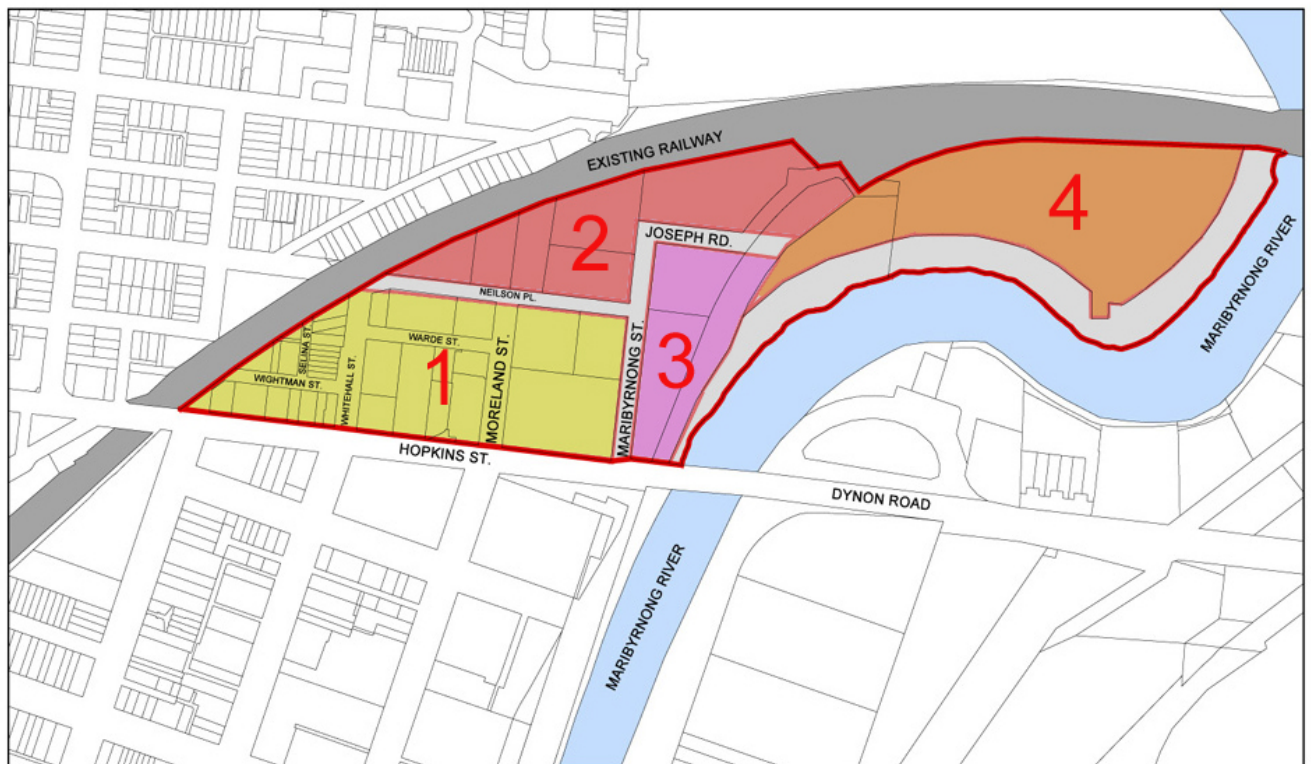 EXISTING RAILWAY
4
2
JOSEPH RD.
MARIBYRNONG RIVER
NEILSON PL.
SELINA ST.
WARDE ST.
1
3
WIGHTMAN ST.
WHITEHALL ST.
MORELAND ST.
MARIBYRNONG ST.
HOPKINS ST.
DYNON ROAD
MARIBYRNONG RIVER